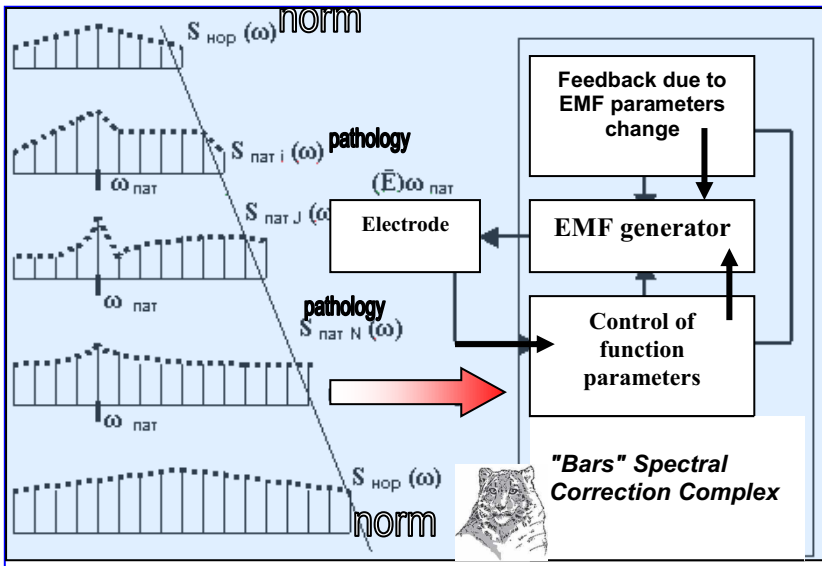 S нор (ω) norm
S пат i (ω) pathology
ω пат
S пат J (ω
ω пат
pathology
S пат N (ω)
ω пат
S нор (ω)
norm
(Ē)ω пат
Electrode
Feedback due to
EMF parameters
change
EMF generator
Control of
function
parameters
"Bars" Spectral
Correction Complex